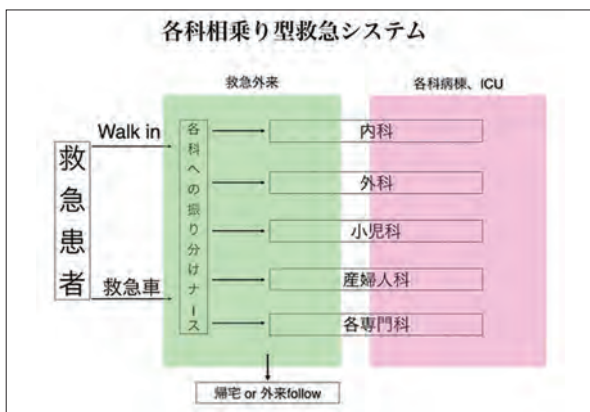 各科相乗り型救急システム
救急外来
各科病棟、ICU
Walk in
救急患者
救急車
各科への振り分けナース
内科
外科
小児科
産婦人科
各専門科
帰宅 or 外来follow